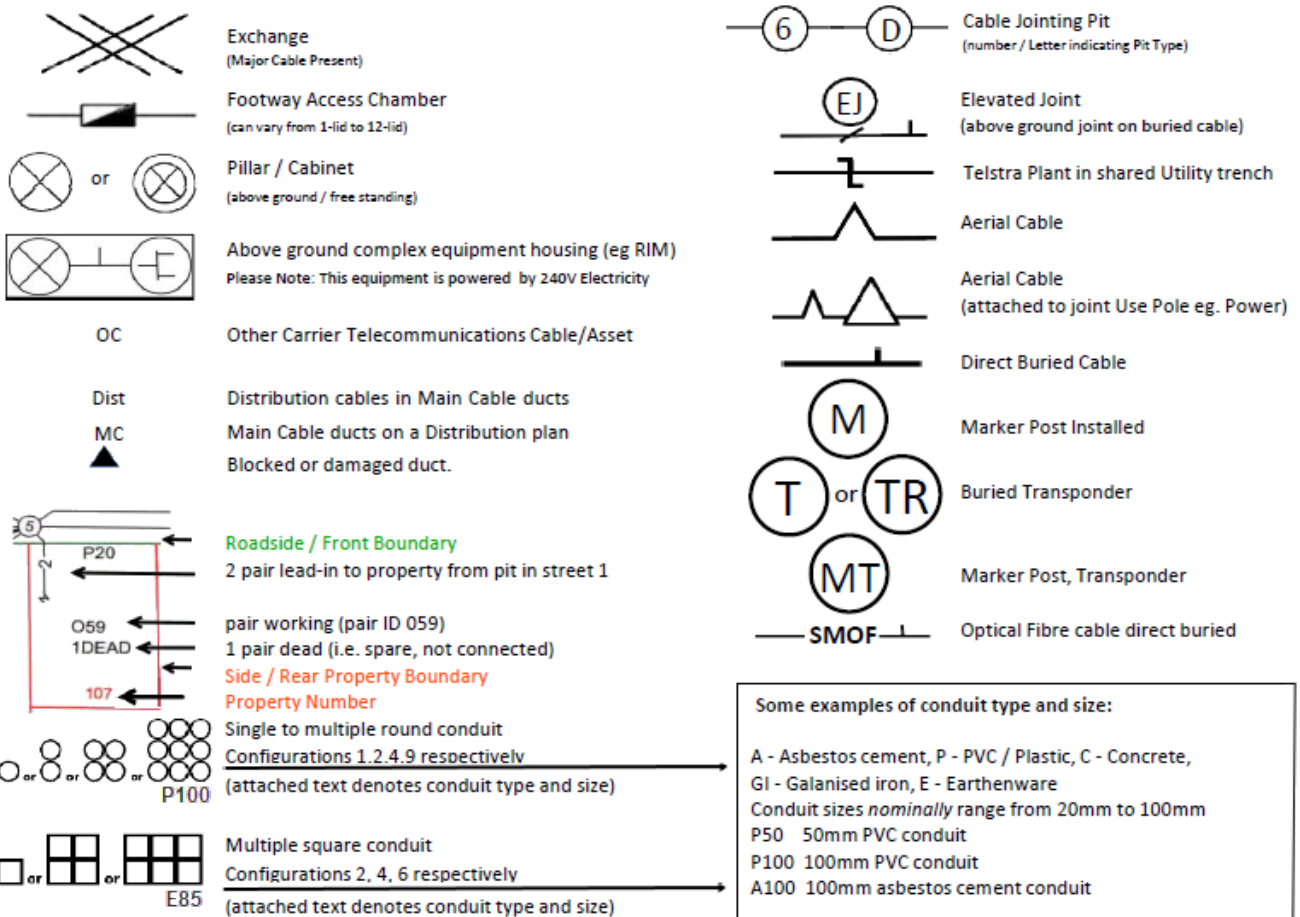 Exchange
(Major Cable Present)
Footway Access Chamber
(can vary from 1-lid to 12-lid)
or
Pillar / Cabinet
(above ground / free standing)
Above ground complex equipment housing (eg RIM)
Please Note: This equipment is powered by 240V Electricity
OC
Other Carrier Telecommunications Cable/Asset
Dist
Distribution cables in Main Cable ducts
MC
Main Cable ducts on a Distribution plan
Blocked or damaged duct.
5
Roadside / Front Boundary
P20
2
2 pair lead-in to property from pit in street 1
O59
pair working (pair ID 059)
1DEAD
1 pair dead (i.e. spare, not connected)
Side / Rear Property Boundary
107
Property Number
Single to multiple round conduit
or or or
Configurations 1.2.4.9 respectively
P100
(attached text denotes conduit type and size)
Multiple square conduit
or or
Configurations 2, 4, 6 respectively
E85
(attached text denotes conduit type and size)
6 D
Cable Jointing Pit
(number / Letter indicating Pit Type)
EJ
Elevated Joint
(above ground joint on buried cable)
Telstra Plant in shared Utility trench
Aerial Cable
Aerial Cable
(attached to joint Use Pole eg. Power)
Direct Buried Cable
M
Marker Post Installed
T or TR
Buried Transponder
MT
Marker Post, Transponder
SMOF
Optical Fibre cable direct buried
Some examples of conduit type and size:
A - Asbestos cement, P - PVC / Plastic, C - Concrete,
GI - Galanised iron, E - Earthenware
Conduit sizes nominally range from 20mm to 100mm
P50 50mm PVC conduit
P100 100mm PVC conduit
A100 100mm asbestos cement conduit